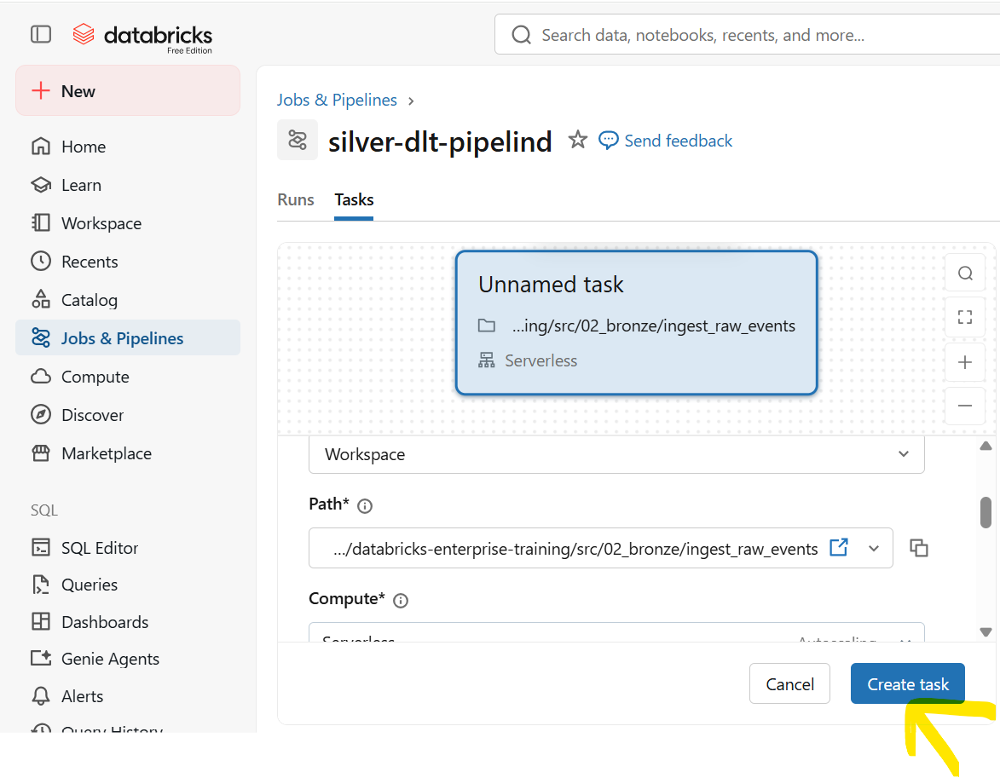 databricks
Free Edition
Search data, notebooks, recents, and more...
New
Home
Learn
Workspace
Recents
Catalog
Jobs & Pipelines
Compute
Discover
Marketplace
SQL
SQL Editor
Queries
Dashboards
Genie Agents
Alerts
Query History
Jobs & Pipelines ›
silver-dlt-pipelind
Send feedback
Runs Tasks
Unnamed task
...ing/src/02_bronze/ingest_raw_events
Serverless
Workspace
Path*
.../databricks-enterprise-training/src/02_bronze/ingest_raw_events
Compute*
Serverless Autoscaling
Cancel Create task